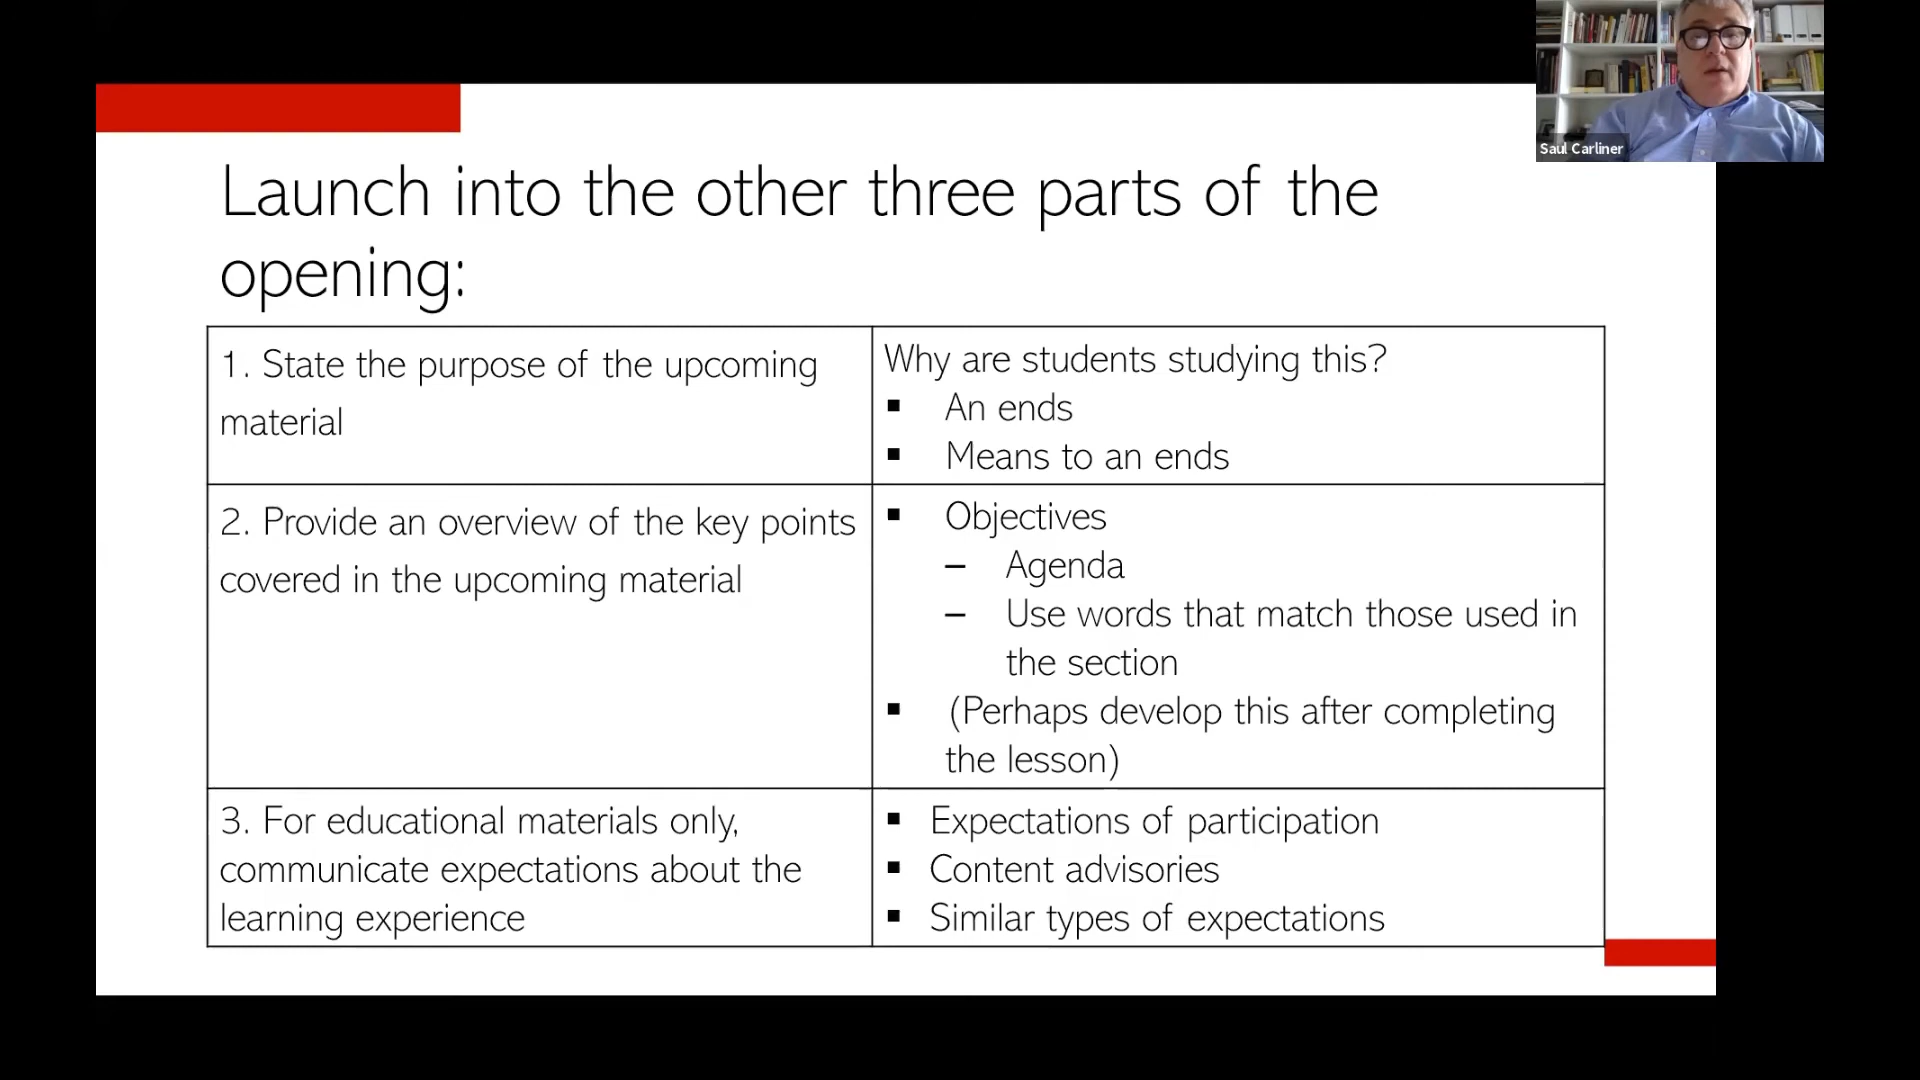 Saul Carliner
Launch into the other three parts of the
opening:
1. State the purpose of the upcoming
material
Why are students studying this?
▪ An ends
▪ Means to an ends
2. Provide an overview of the key points
covered in the upcoming material
▪ Objectives
– Agenda
– Use words that match those used in
the section
▪ (Perhaps develop this after completing
the lesson)
3. For educational materials only,
communicate expectations about the
learning experience
▪ Expectations of participation
▪ Content advisories
▪ Similar types of expectations